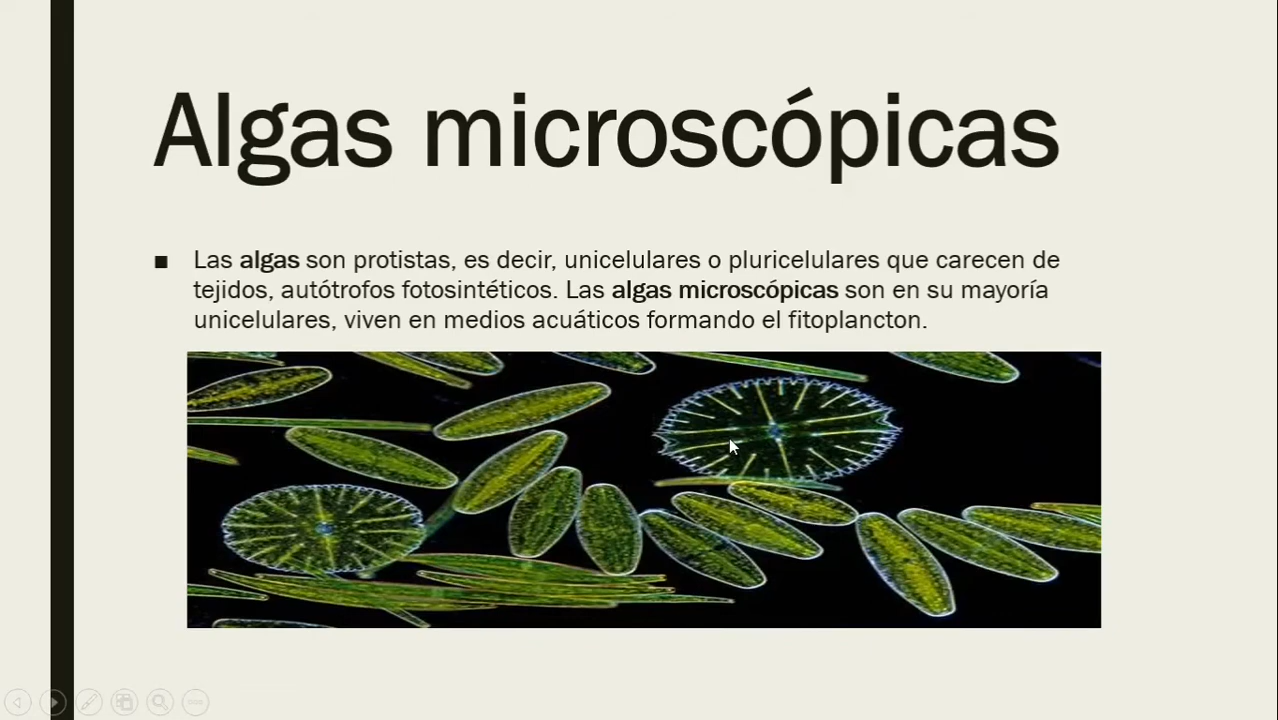 Algas microscópicas
■ Las algas son protistas, es decir, unicelulares o pluricelulares que carecen de
tejidos, autótrofos fotosintéticos. Las algas microscópicas son en su mayoría
unicelulares, viven en medios acuáticos formando el fitoplancton.